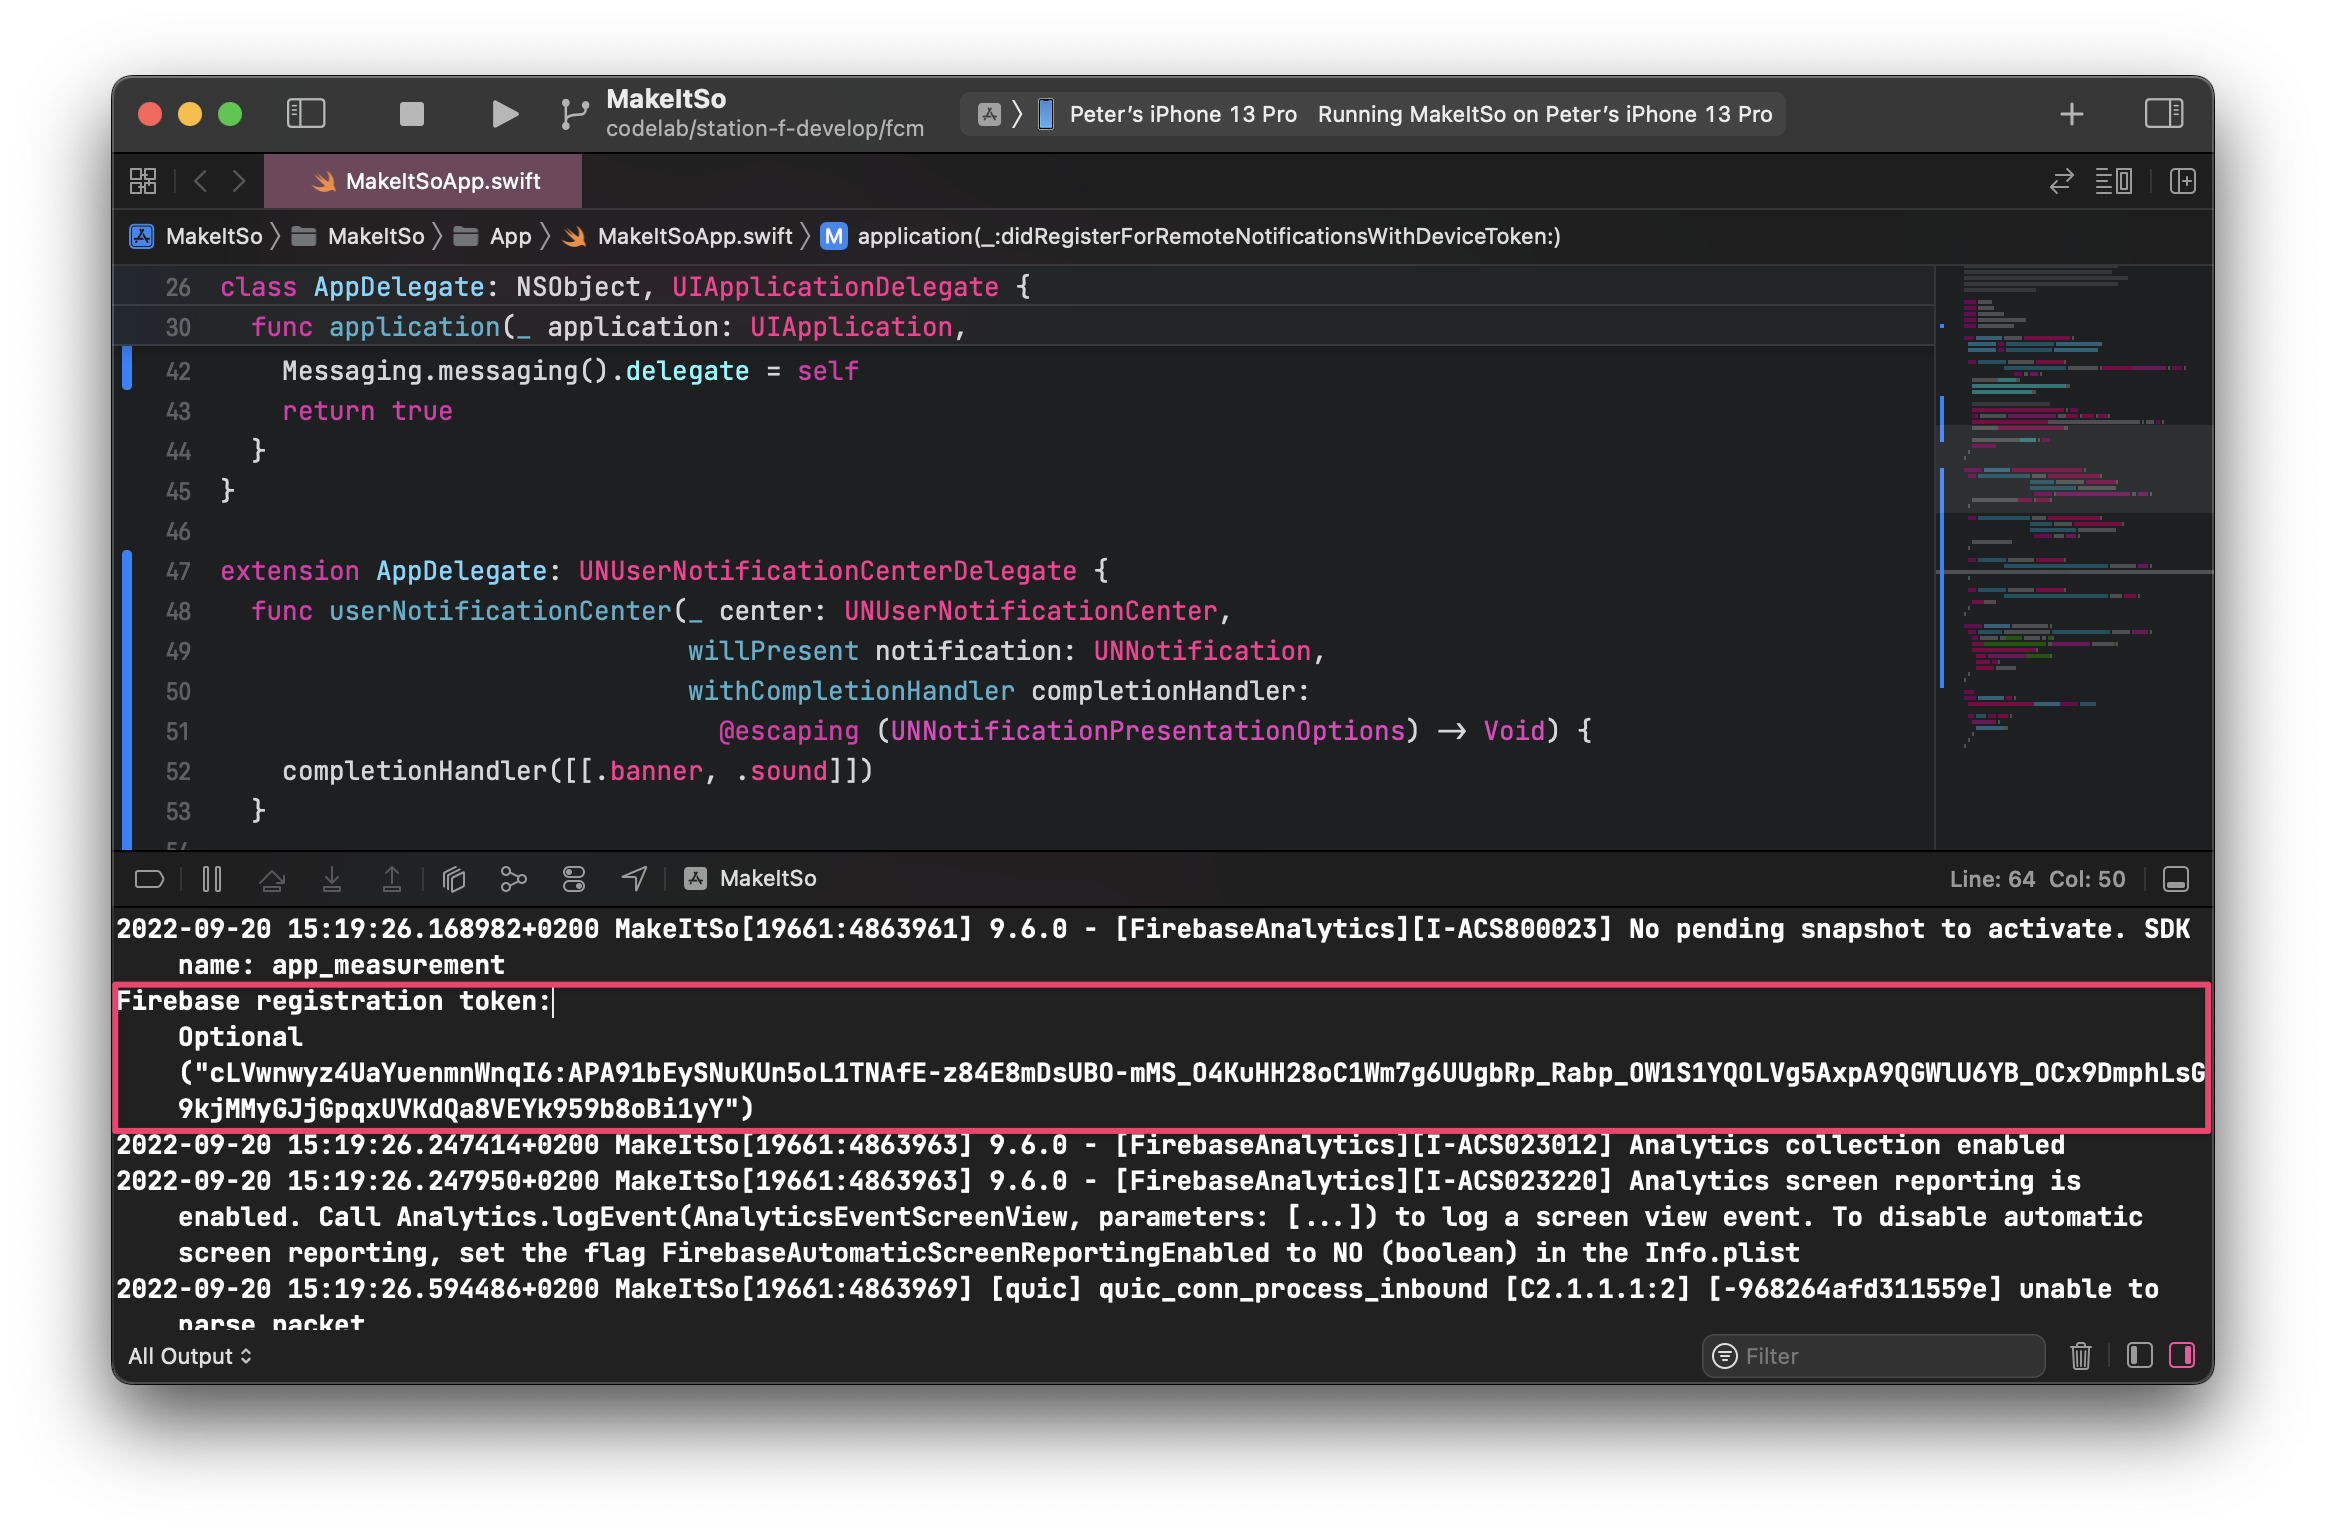 MakeItSo
codelab/station-f-develop/fcm
Peter's iPhone 13 Pro
Running MakeItSo on Peter's iPhone 13 Pro
MakeItSoApp.swift
MakeItSo 〉 MakeItSo 〉 App 〉 MakeItSoApp.swift 〉 M application(_:didRegisterForRemoteNotificationsWithDeviceToken:)
26 class AppDelegate: NSObject, UIApplicationDelegate {
30 func application(_ application: UIApplication,
42 Messaging.messaging().delegate = self
43 return true
44 }
45 }
46
47 extension AppDelegate: UNUserNotificationCenterDelegate {
48 func userNotificationCenter(_ center: UNUserNotificationCenter,
49 willPresent notification: UNNotification,
50 withCompletionHandler completionHandler:
51 @escaping (UNNotificationPresentationOptions) -> Void) {
52 completionHandler([[.banner, .sound]])
53 }
54
MakeItSo
Line: 64 Col: 50
2022-09-20 15:19:26.168982+0200 MakeItSo[19661:4863961] 9.6.0 - [FirebaseAnalytics][I-ACS800023] No pending snapshot to activate. SDK
name: app_measurement
Firebase registration token:
Optional
("cLVwnwyz4UaYuenmnWnqI6:APA91bEySNuKUn5oL1TNAfE-z84E8mDsUBO-mMS_O4KuHH28oC1Wm7g6UUgbRp_Rabp_OW1S1YQOLVg5AxpA9QGWlU6YB_OCx9DmphLsG
9kjMMyGJjGpqxUVKdQa8VEYk959b8oBi1yY")
2022-09-20 15:19:26.247414+0200 MakeItSo[19661:4863963] 9.6.0 - [FirebaseAnalytics][I-ACS023012] Analytics collection enabled
2022-09-20 15:19:26.247950+0200 MakeItSo[19661:4863963] 9.6.0 - [FirebaseAnalytics][I-ACS023220] Analytics screen reporting is
enabled. Call Analytics.logEvent(AnalyticsEventScreenView, parameters: [...]) to log a screen view event. To disable automatic
screen reporting, set the flag FirebaseAutomaticScreenReportingEnabled to NO (boolean) in the Info.plist
2022-09-20 15:19:26.594486+0200 MakeItSo[19661:4863969] [quic] quic_conn_process_inbound [C2.1.1.1:2] [-968264afd311559e] unable to
parse packet
All Output
Filter